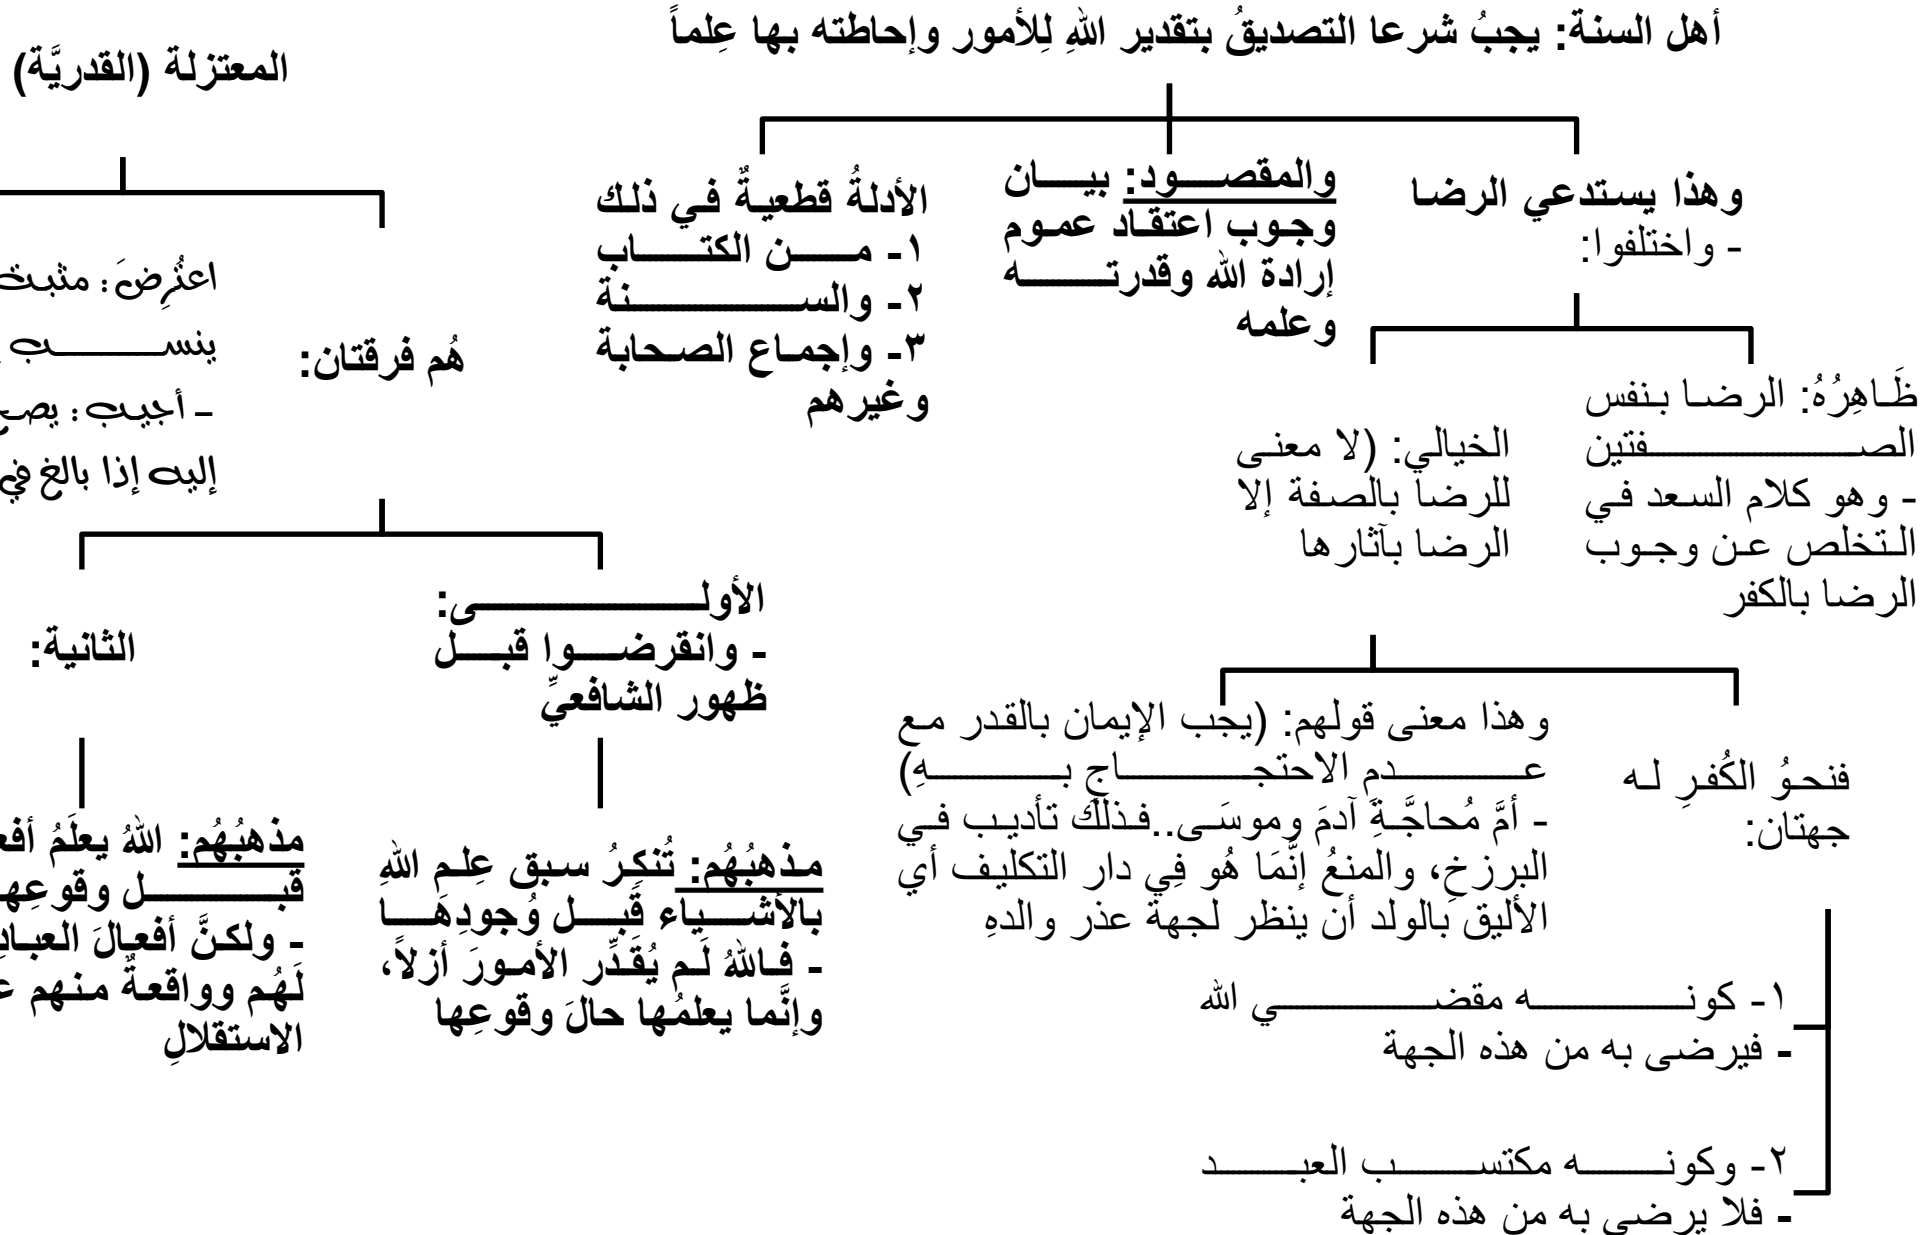 أهل السنة: يجبُ شرعا التصديقُ بتقدير اللهِ لِلأمور وإحاطته بها عِلماً
وهذا يستدعي الرضا
- واختلفوا:
ظَاهِرُهُ: الرضا بنفس
الصفتين
- وهو كلام السعد في
التخلص عن وجوب
الرضا بالكفر
الخيالي: (لا معنى
للرضا بالصفة إلا
الرضا بآثارها
فنحوُ الكُفرِ له
جهتان:
١- كونه مقضي الله
- فيرضى به من هذه الجهة
٢- وكونه مكتسب العبد
- فلا يرضى به من هذه الجهة
وهذا معنى قولهم: (يجب الإيمان بالقدر مع
عدمِ الاحتجاجِ بهِ)
- أمَّ مُحاجَّةِ آدمَ وموسَى..فذلك تأديب في
البرزخِ، والمنعُ إنَّمَا هُو فِي دار التكليف أي
الأليق بالولد أن ينظر لجهة عذر والدهِ
والمقصود: بيان
وجوب اعتقاد عموم
إرادة الله وقدرته
وعلمه
الأدلةُ قطعيةٌ في ذلك
١- من الكتاب
٢- والسنة
٣- وإجماع الصحابة
وغيرهم
المعتزلة (القدريَّة)
هُم فرقتان:
الأولى:
- وانقرضوا قبل
ظهور الشافعيِّ
مذهبُهُم: تُنكِرُ سبق عِلمِ اللهِ
بالأشياء قَبل وُجودِهَا
- فاللهُ لَم يُقَدِّر الأمورَ أزلاً،
وإنَّما يعلمُها حالَ وقوعِها
الثانية:
مذهبُهُم: اللهُ يعلَمُ
قبل
- ولكنَّ أفعالَ
لَهُم وواقعةٌ منهم
الاستقلالِ
اعتُرِضَ:
ينسب
- أجيب:
إليه إذا بالغ في